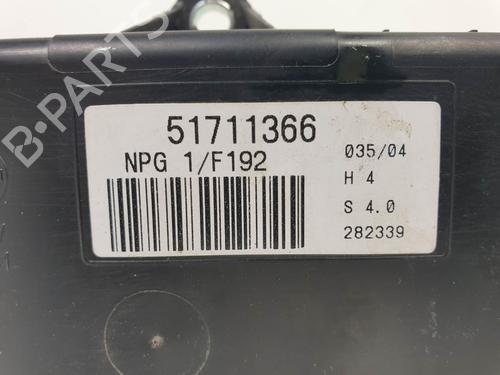 51711366
NPG 1/F192
035/04
H 4
S 4.0
282339
B-PARTS